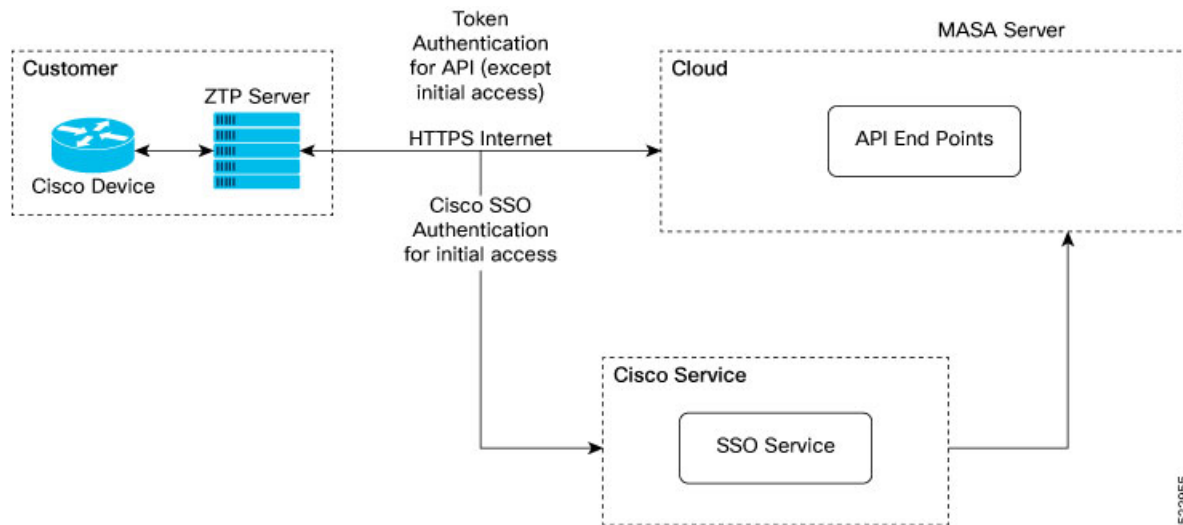 Token
Authentication
for API (except
initial access)
MASA Server
Customer
Cloud
ZTP Server
HTTPS Internet
API End Points
Cisco Device
Cisco SSO
Authentication
for initial access
Cisco Service
SSO Service